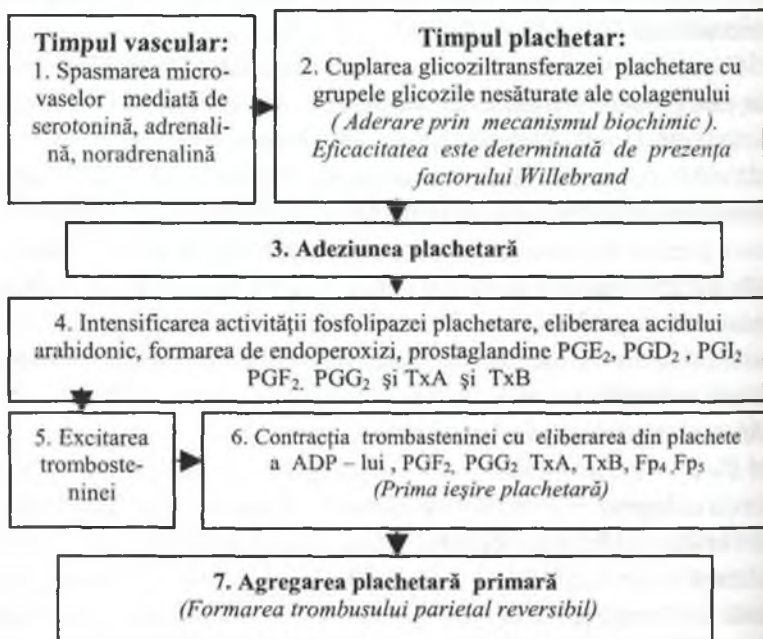 Timpul vascular:
1. Spasmarea micro-
vaselor mediată de
serotonină, adrenali-
nă, noradrenalină
Timpul plachetar:
2. Cuplarea glicoziltransferazei plachetare cu
grupele glicozile nesăturate ale colagenului
( Aderare prin mecanismul biochimic ).
Eficacitatea este determinată de prezența
factorului Willebrand
3. Adeziunea plachetară
4. Intensificarea activității fosfolipazei plachetare, eliberarea acidului
arahidonic, formarea de endoperoxizi, prostaglandine PGE₂, PGD₂ , PGI₂
PGF₂, PGG₂ și TxA și TxB
5. Excitarea
tromboste-
ninei
6. Contracția trombasteninei cu eliberarea din plachete
a ADP – lui , PGF₂, PGG₂ TxA, TxB, Fp₄, Fp₅
(Prima ieșire plachetară)
7. Agregarea plachetară primară
(Formarea trombusului parietal reversibil)